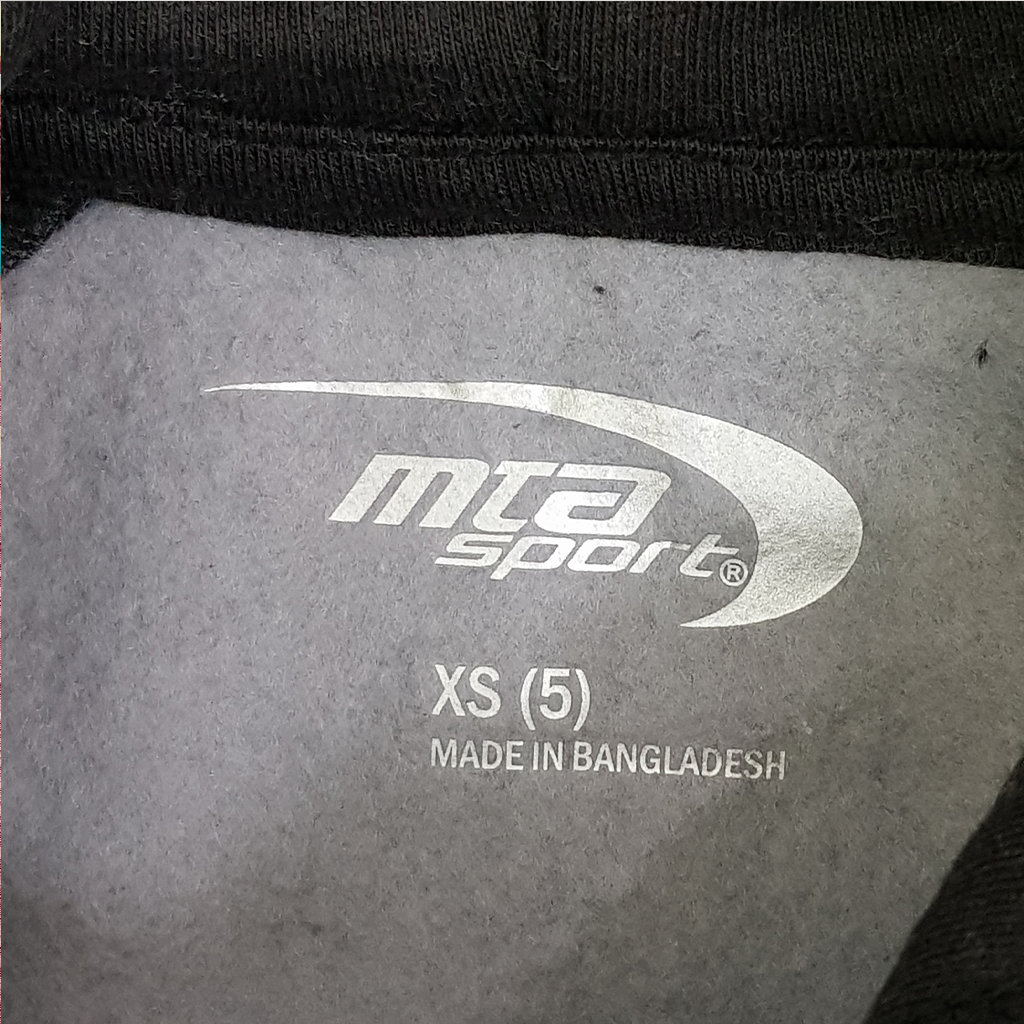 mta
sport®
XS (5)
MADE IN BANGLADESH